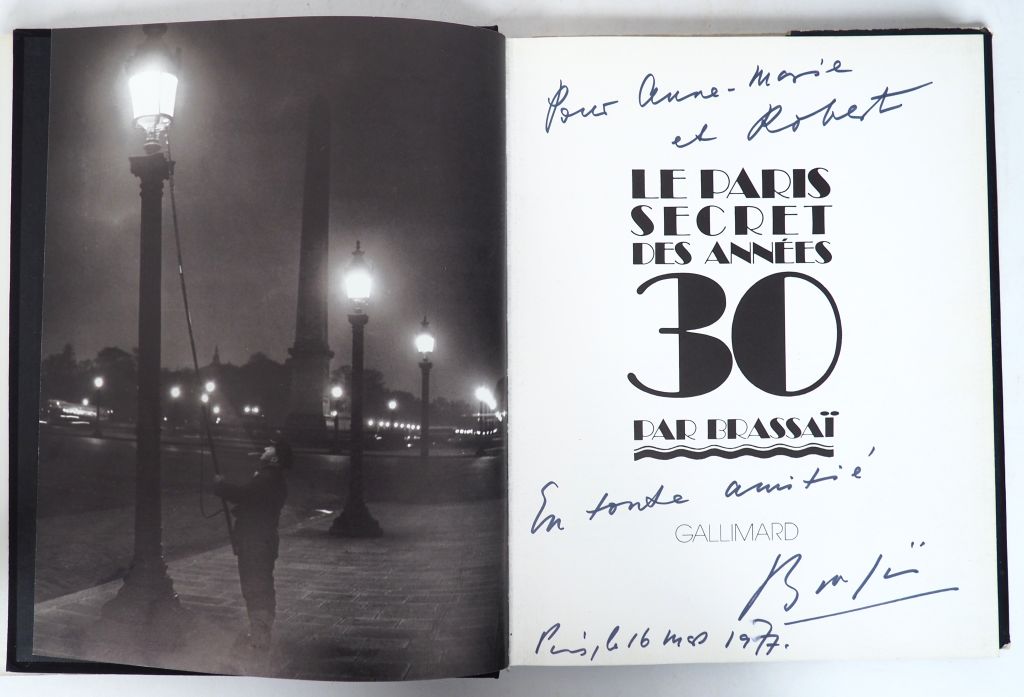 Pour Anne-Marie
et Robert
LE PARIS
SECRET
DES ANNÉES
30
PAR BRASSAÏ
En toute amitié
GALLIMARD
Brassaï
Paris, le 16 mars 1977.